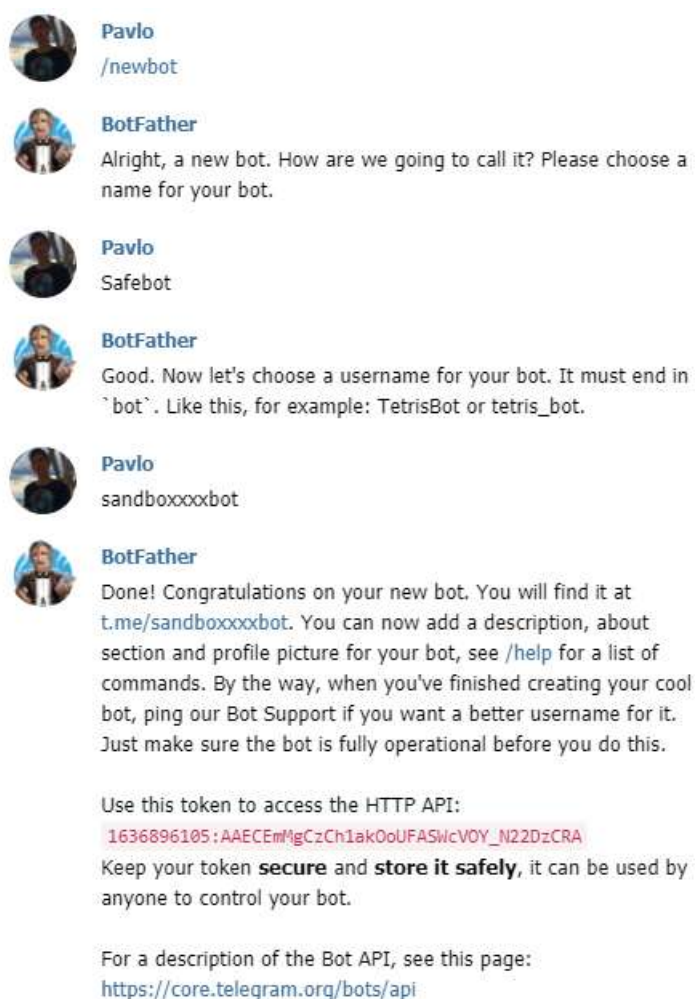 Pavlo
/newbot
BotFather
Alright, a new bot. How are we going to call it? Please choose a
name for your bot.
Pavlo
Safebot
BotFather
Good. Now let's choose a username for your bot. It must end in
`bot`. Like this, for example: TetrisBot or tetris_bot.
Pavlo
sandboxxxxbot
BotFather
Done! Congratulations on your new bot. You will find it at
t.me/sandboxxxxbot. You can now add a description, about
section and profile picture for your bot, see /help for a list of
commands. By the way, when you've finished creating your cool
bot, ping our Bot Support if you want a better username for it.
Just make sure the bot is fully operational before you do this.
Use this token to access the HTTP API:
1636896105:AAECEmMgCzCh1akOoUFASWcVOY_N22DzCRA
Keep your token secure and store it safely, it can be used by
anyone to control your bot.
For a description of the Bot API, see this page:
https://core.telegram.org/bots/api